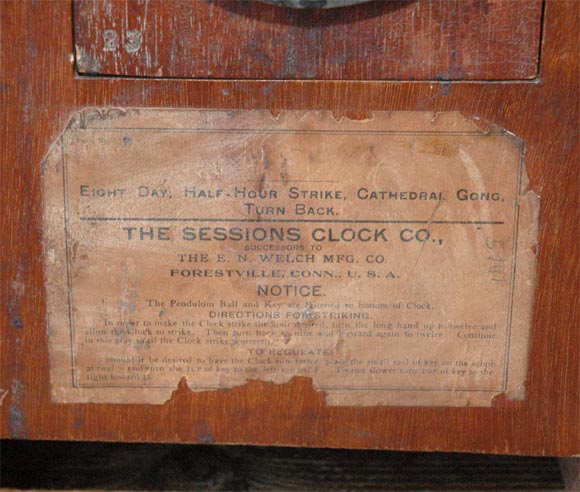 23
Eight Day, Half-Hour Strike, Cathedral Gong,
Turn Back.
THE SESSIONS CLOCK CO.,
SUCCESSORS TO
THE E. N. WELCH MFG. CO.
FORESTVILLE, CONN., U. S. A.
NOTICE.
The Pendulum Ball and Key are fastened to bottom of Clock.
DIRECTIONS FOR STRIKING.
In order to make the Clock strike the hour desired, turn the long hand up to twelve and
allow the Clock to strike. Then turn back to nine and forward again to twelve. Continue
in this way until the Clock strikes correctly.
TO REGULATE
Should it be desired to have the Clock run faster, place the small end of key on the arbor
at twelve and turn the TOP of key to the left toward F. To run slower turn TOP of key to the
right toward S.